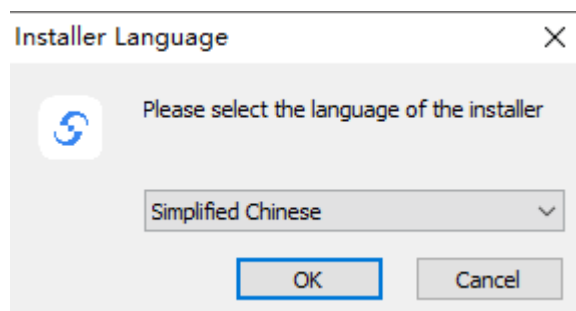 Installer Language
Please select the language of the installer
Simplified Chinese
OK
Cancel